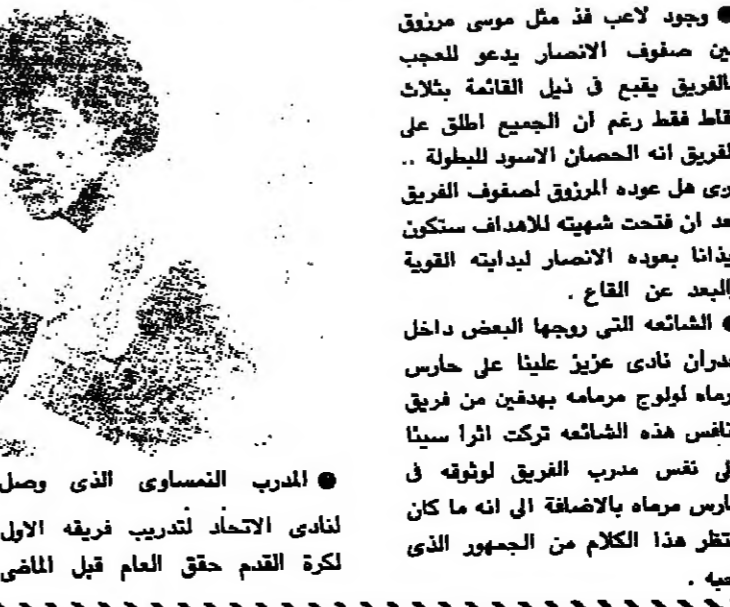 ● وجود لاعب فذ مثل موسى مرزوق
بين صفوف الانصار يدعو للعجب
فالفريق يقبع فى ذيل القائمة بثلاث
نقاط فقط رغم ان الجميع اطلق على
الفريق انه الحصان الاسود للبطولة ..
ترى هل عوده المرزوق لصفوف الفريق
بعد ان فتحت شهيته للاهداف ستكون
ايذانا بعوده الانصار لبدايته القوية
والبعد عن القاع .
● الشائعه التى روجها البعض داخل
جدران نادى عزيز علينا على حارس
مرماه لولوج مرمامه بهدفين من فريق
منافس هذه الشائعه تركت اثرا سيئا
فى نفس مدرب الفريق لوثوقه فى
حارس مرماه بالاضافة الى انه ما كان
ينتظر هذا الكلام من الجمهور الذى
● المدرب النمساوى الذى وصل
لنادى الاتحاد لتدريب فريقه الاول
لكرة القدم حقق العام قبل الماضى